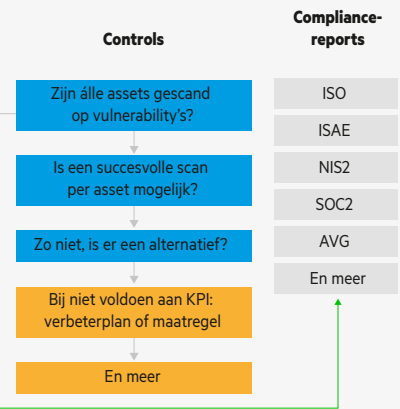 Controls
Zijn álle assets gescand
op vulnerability’s?
Is een succesvolle scan
per asset mogelijk?
Zo niet, is er een alternatief?
Bij niet voldoen aan KPI:
verbeterplan of maatregel
En meer
Compliance-
reports
ISO
ISAE
NIS2
SOC2
AVG
En meer